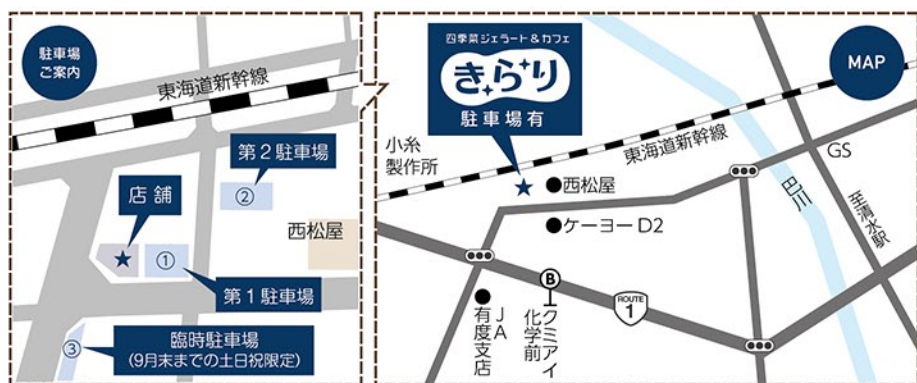 駐車場
ご案内
東海道新幹線
第2駐車場
②
店舗
西松屋
①
第1駐車場
③
臨時駐車場
(9月末までの土日祝限定)
四季菜ジェラート&カフェ
きらり
駐車場有
MAP
小糸
製作所
東海道新幹線
GS
西松屋
巴川
至清水駅
ケーヨーD2
B
ROUTE
1
JA
有度支店
クミアイ
化学前